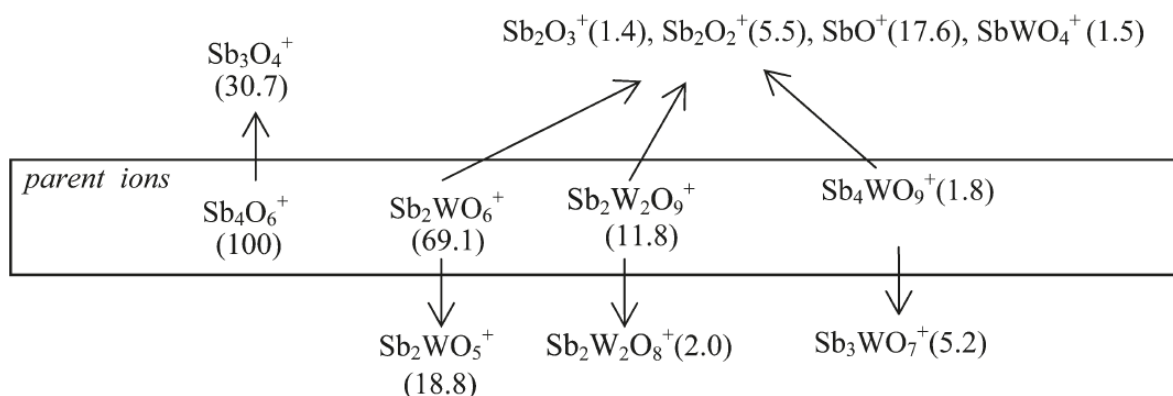 Sb₂O₃⁺(1.4), Sb₂O₂⁺(5.5), SbO⁺(17.6), SbWO₄⁺(1.5)
Sb₃O₄⁺
(30.7)
parent ions
Sb₄O₆⁺
(100)
Sb₂WO₆⁺
(69.1)
Sb₂W₂O₉⁺
(11.8)
Sb₄WO₉⁺(1.8)
Sb₂WO₅⁺
(18.8)
Sb₂W₂O₈⁺(2.0)
Sb₃WO₇⁺(5.2)